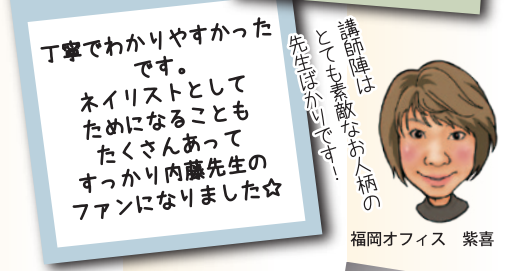 丁寧でわかりやすかった
です。
ネイリストとして
ためになることも
たくさんあって
すっかり内藤先生の
ファンになりました☆
講師陣は
とても素敵なお人柄の
先生ばかりです！
福岡オフィス　紫喜